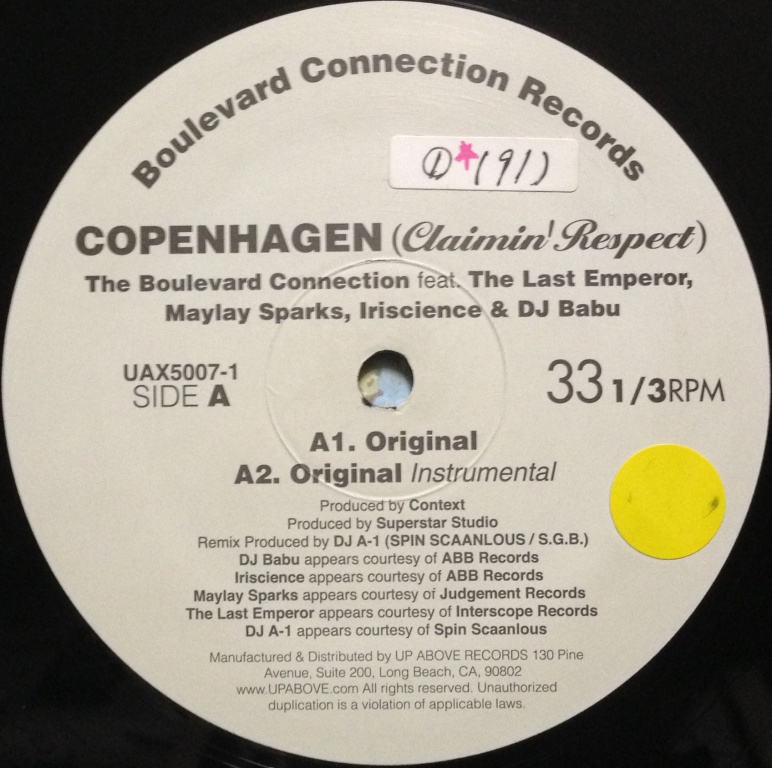 Boulevard Connection Records
D*(91)
COPENHAGEN (Claimin' Respect)
The Boulevard Connection feat. The Last Emperor,
Maylay Sparks, Iriscience & DJ Babu
UAX5007-1
SIDE A
33 1/3 RPM
A1. Original
A2. Original Instrumental
Produced by Context
Produced by Superstar Studio
Remix Produced by DJ A-1 (SPIN SCAANLOUS / S.G.B.)
DJ Babu appears courtesy of ABB Records
Iriscience appears courtesy of ABB Records
Maylay Sparks appears courtesy of Judgement Records
The Last Emperor appears courtesy of Interscope Records
DJ A-1 appears courtesy of Spin Scaanlous
Manufactured & Distributed by UP ABOVE RECORDS 130 Pine
Avenue, Suite 200, Long Beach, CA, 90802
www.UPABOVE.com All rights reserved. Unauthorized
duplication is a violation of applicable laws.